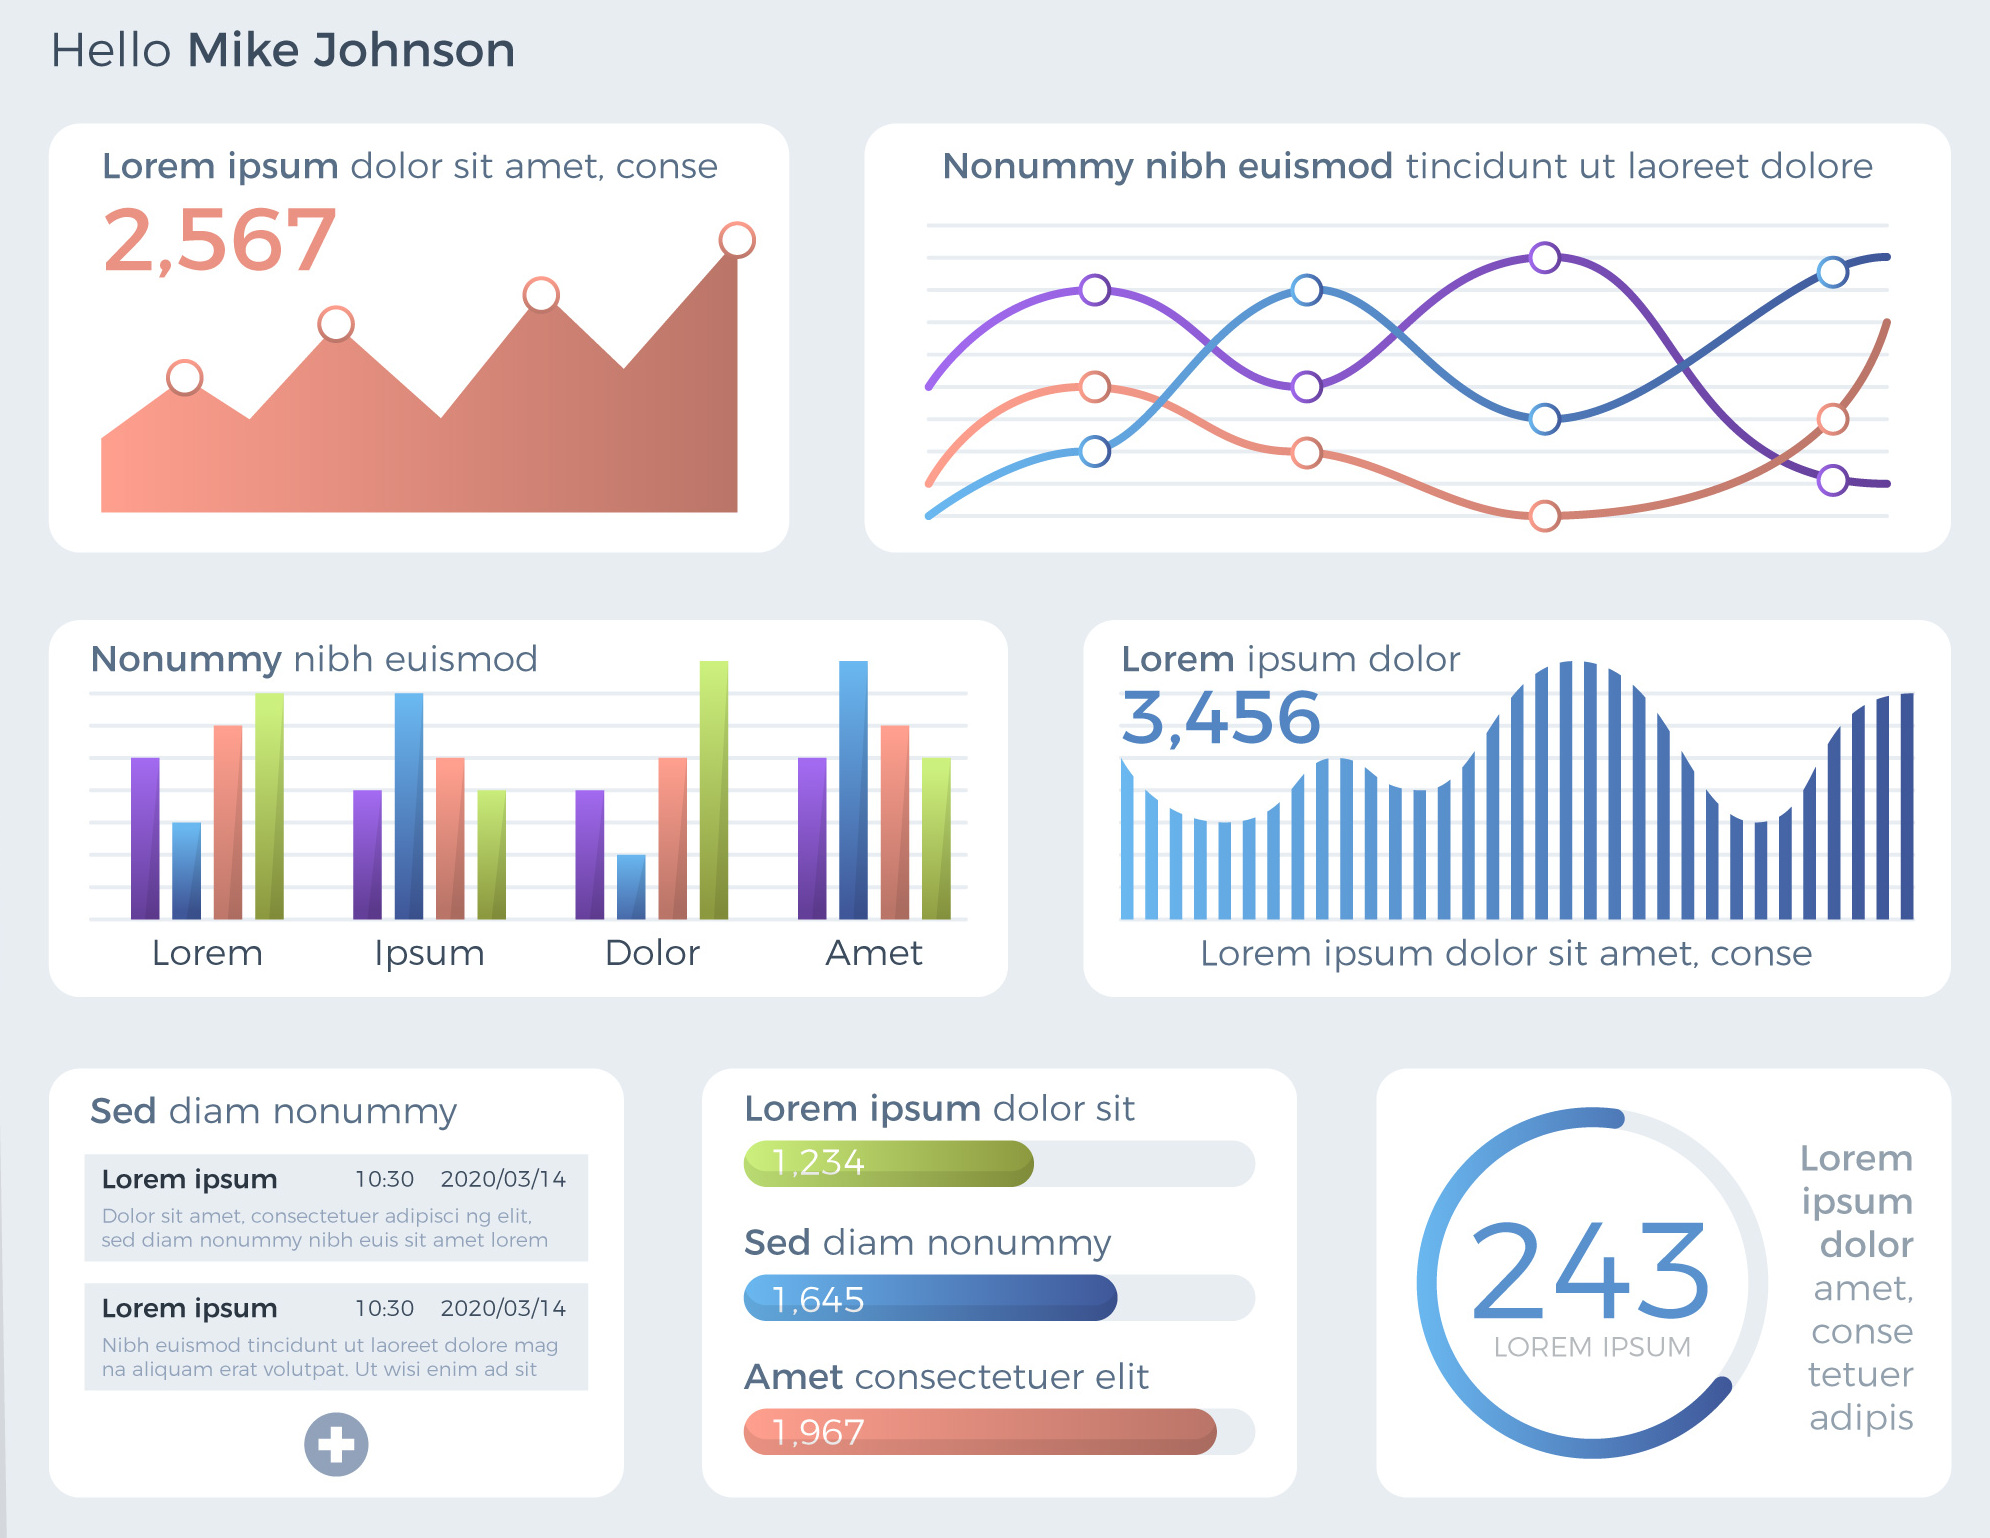 Hello Mike Johnson
Lorem ipsum dolor sit amet, conse
2,567
Nonummy nibh euismod tincidunt ut laoreet dolore
Nonummy nibh euismod
Lorem Ipsum Dolor Amet
Lorem ipsum dolor
3,456
Lorem ipsum dolor sit amet, conse
Sed diam nonummy
Lorem ipsum 10:30 2020/03/14
Dolor sit amet, consectetuer adipisci ng elit,
sed diam nonummy nibh euis sit amet lorem
Lorem ipsum 10:30 2020/03/14
Nibh euismod tincidunt ut laoreet dolore mag
na aliquam erat volutpat. Ut wisi enim ad sit
Lorem ipsum dolor sit
1,234
Sed diam nonummy
1,645
Amet consectetuer elit
1,967
243
LOREM IPSUM
Lorem
ipsum
dolor
amet,
conse
tetuer
adipis